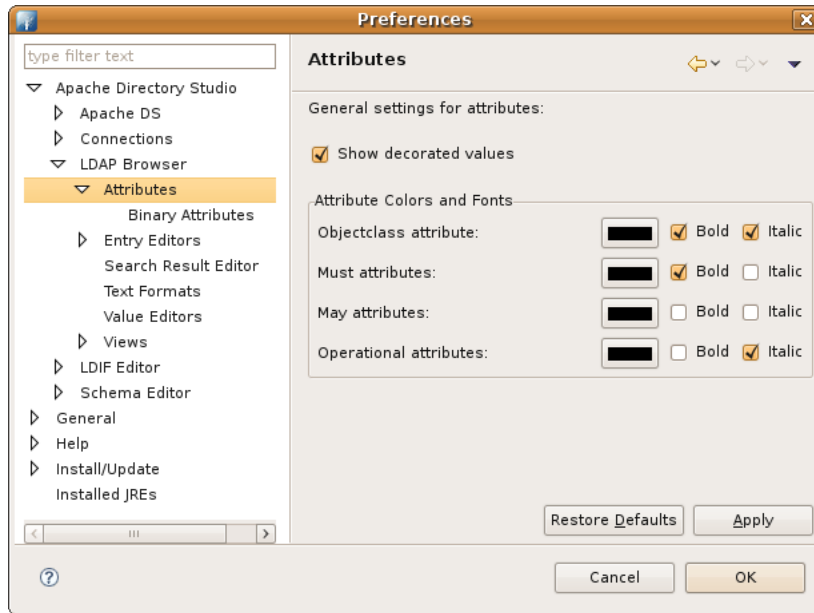 Preferences
type filter text
Apache Directory Studio
Apache DS
Connections
LDAP Browser
Attributes
Binary Attributes
Entry Editors
Search Result Editor
Text Formats
Value Editors
Views
LDIF Editor
Schema Editor
General
Help
Install/Update
Installed JREs
Attributes
General settings for attributes:
Show decorated values
Attribute Colors and Fonts
Objectclass attribute: Bold Italic
Must attributes: Bold Italic
May attributes: Bold Italic
Operational attributes: Bold Italic
Restore Defaults Apply
Cancel OK